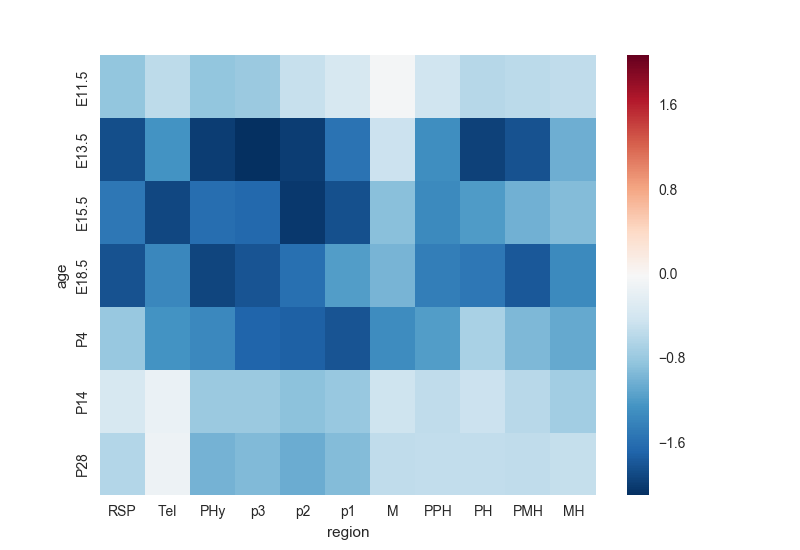 E11.5
E13.5
E15.5
E18.5
P4
P14
P28
age
RSP Tel PHy p3 p2 p1 M PPH PH PMH MH
region
1.6
0.8
0.0
−0.8
−1.6